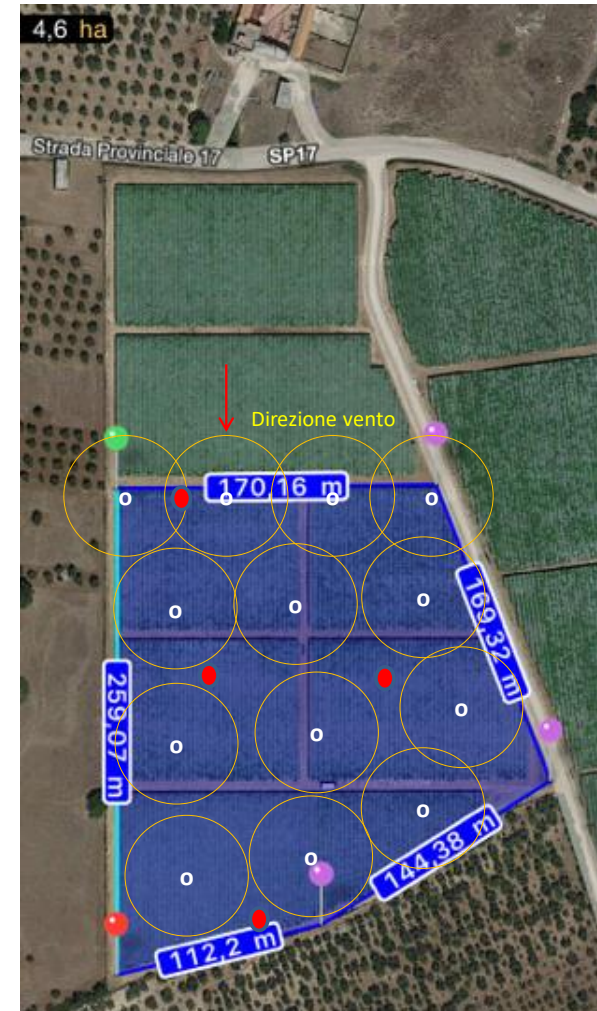 4,6 ha
Strada Provinciale 17
SP17
Direzione vento
170,16 m
o o o o
169,32 m
o o o
259,07 m
o o o
o
144,38 m
o o
112,2 m